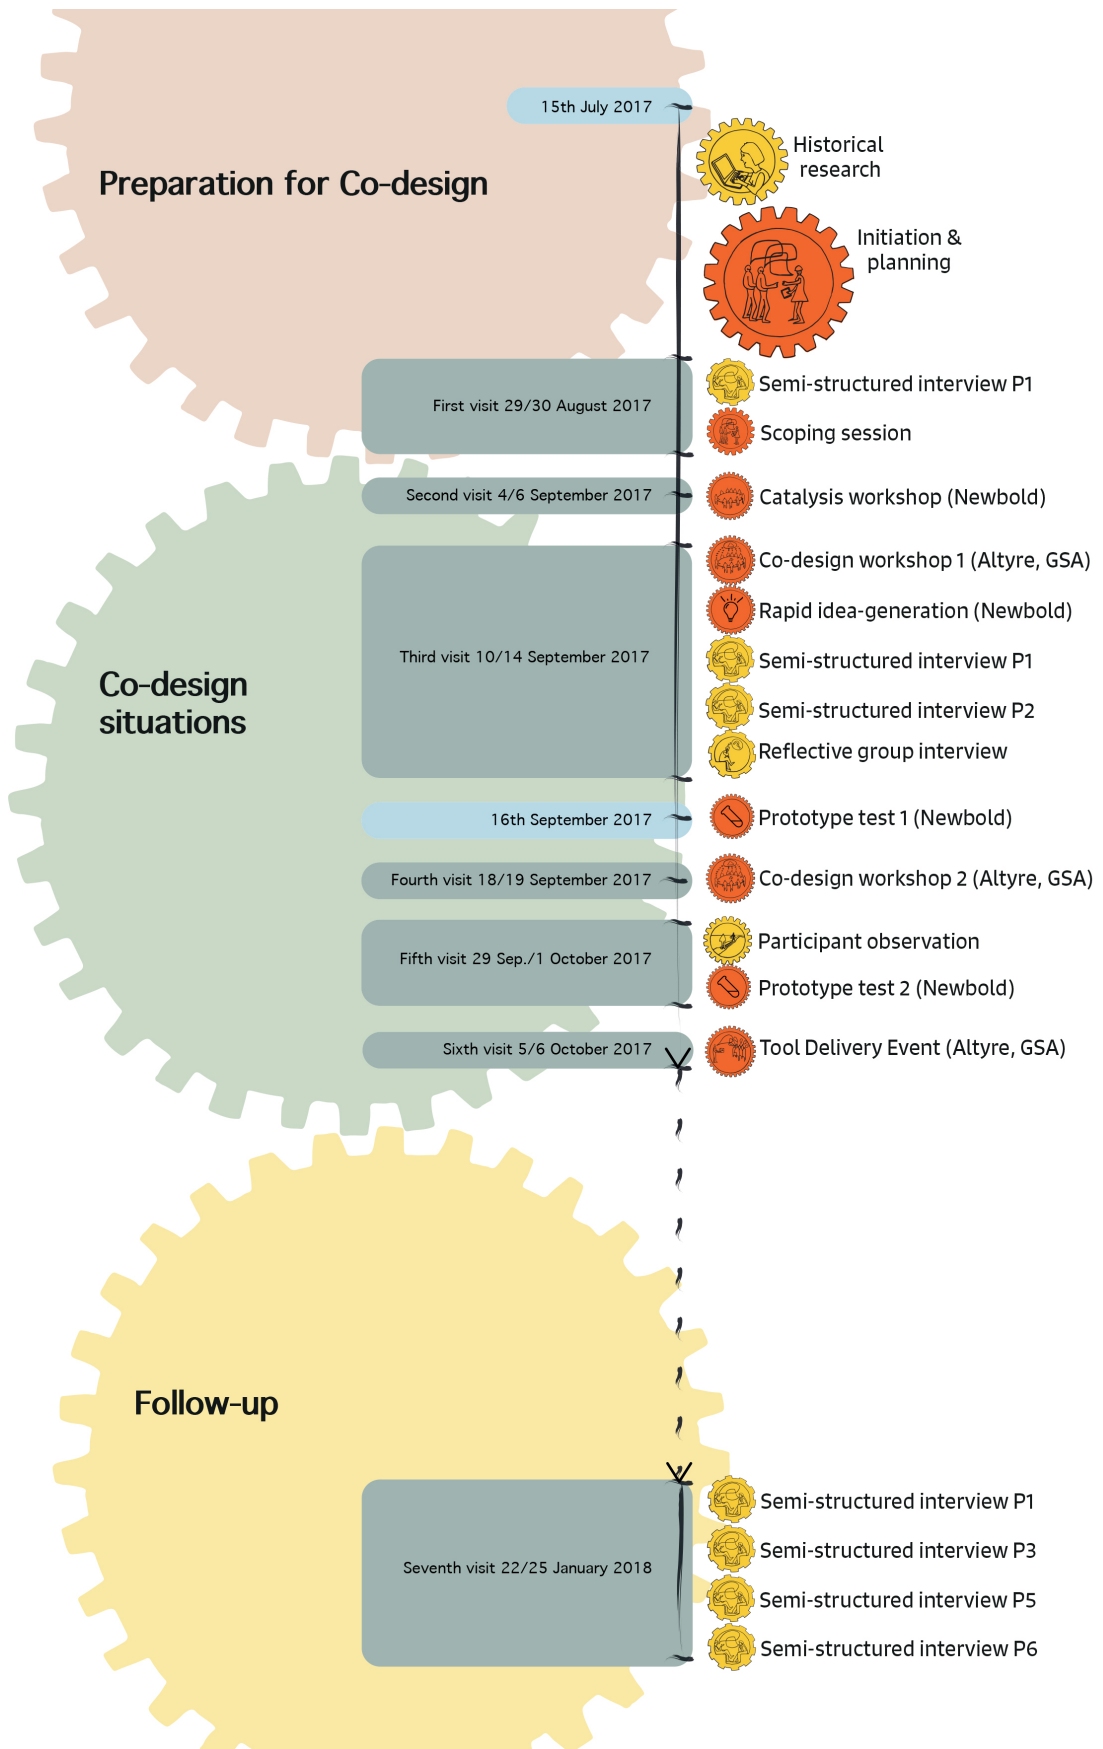 15th July 2017
Historical
research
Preparation for Co-design
Initiation &
planning
First visit 29/30 August 2017
Semi-structured interview P1
Scoping session
Second visit 4/6 September 2017
Catalysis workshop (Newbold)
Co-design
situations
Third visit 10/14 September 2017
Co-design workshop 1 (Altyre, GSA)
Rapid idea-generation (Newbold)
Semi-structured interview P1
Semi-structured interview P2
Reflective group interview
16th September 2017
Prototype test 1 (Newbold)
Fourth visit 18/19 September 2017
Co-design workshop 2 (Altyre, GSA)
Fifth visit 29 Sep./1 October 2017
Participant observation
Prototype test 2 (Newbold)
Sixth visit 5/6 October 2017
Tool Delivery Event (Altyre, GSA)
Follow-up
Seventh visit 22/25 January 2018
Semi-structured interview P1
Semi-structured interview P3
Semi-structured interview P5
Semi-structured interview P6